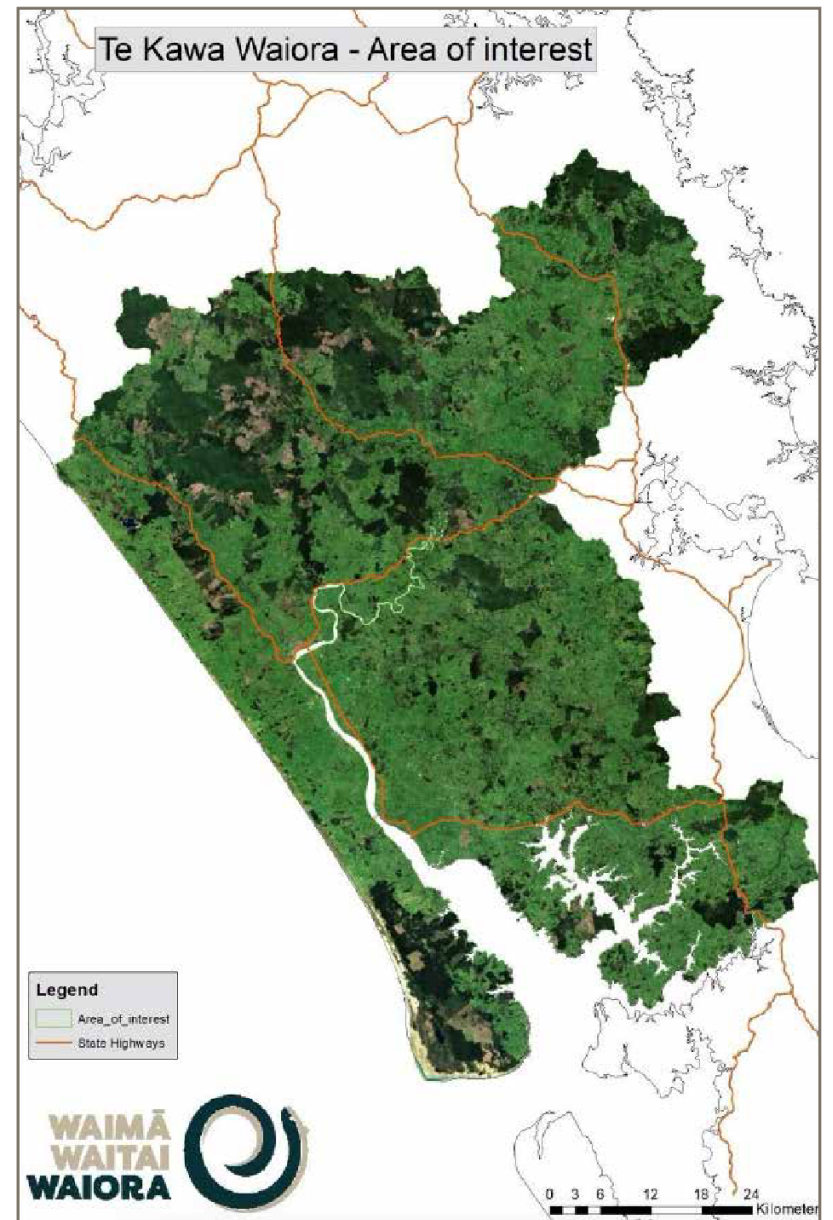 Te Kawa Waiora - Area of interest
Legend
Area_of_interest
State Highways
WAIMĀ
WAITAI
WAIORA
0 3 6 12 18 24
Kilometer